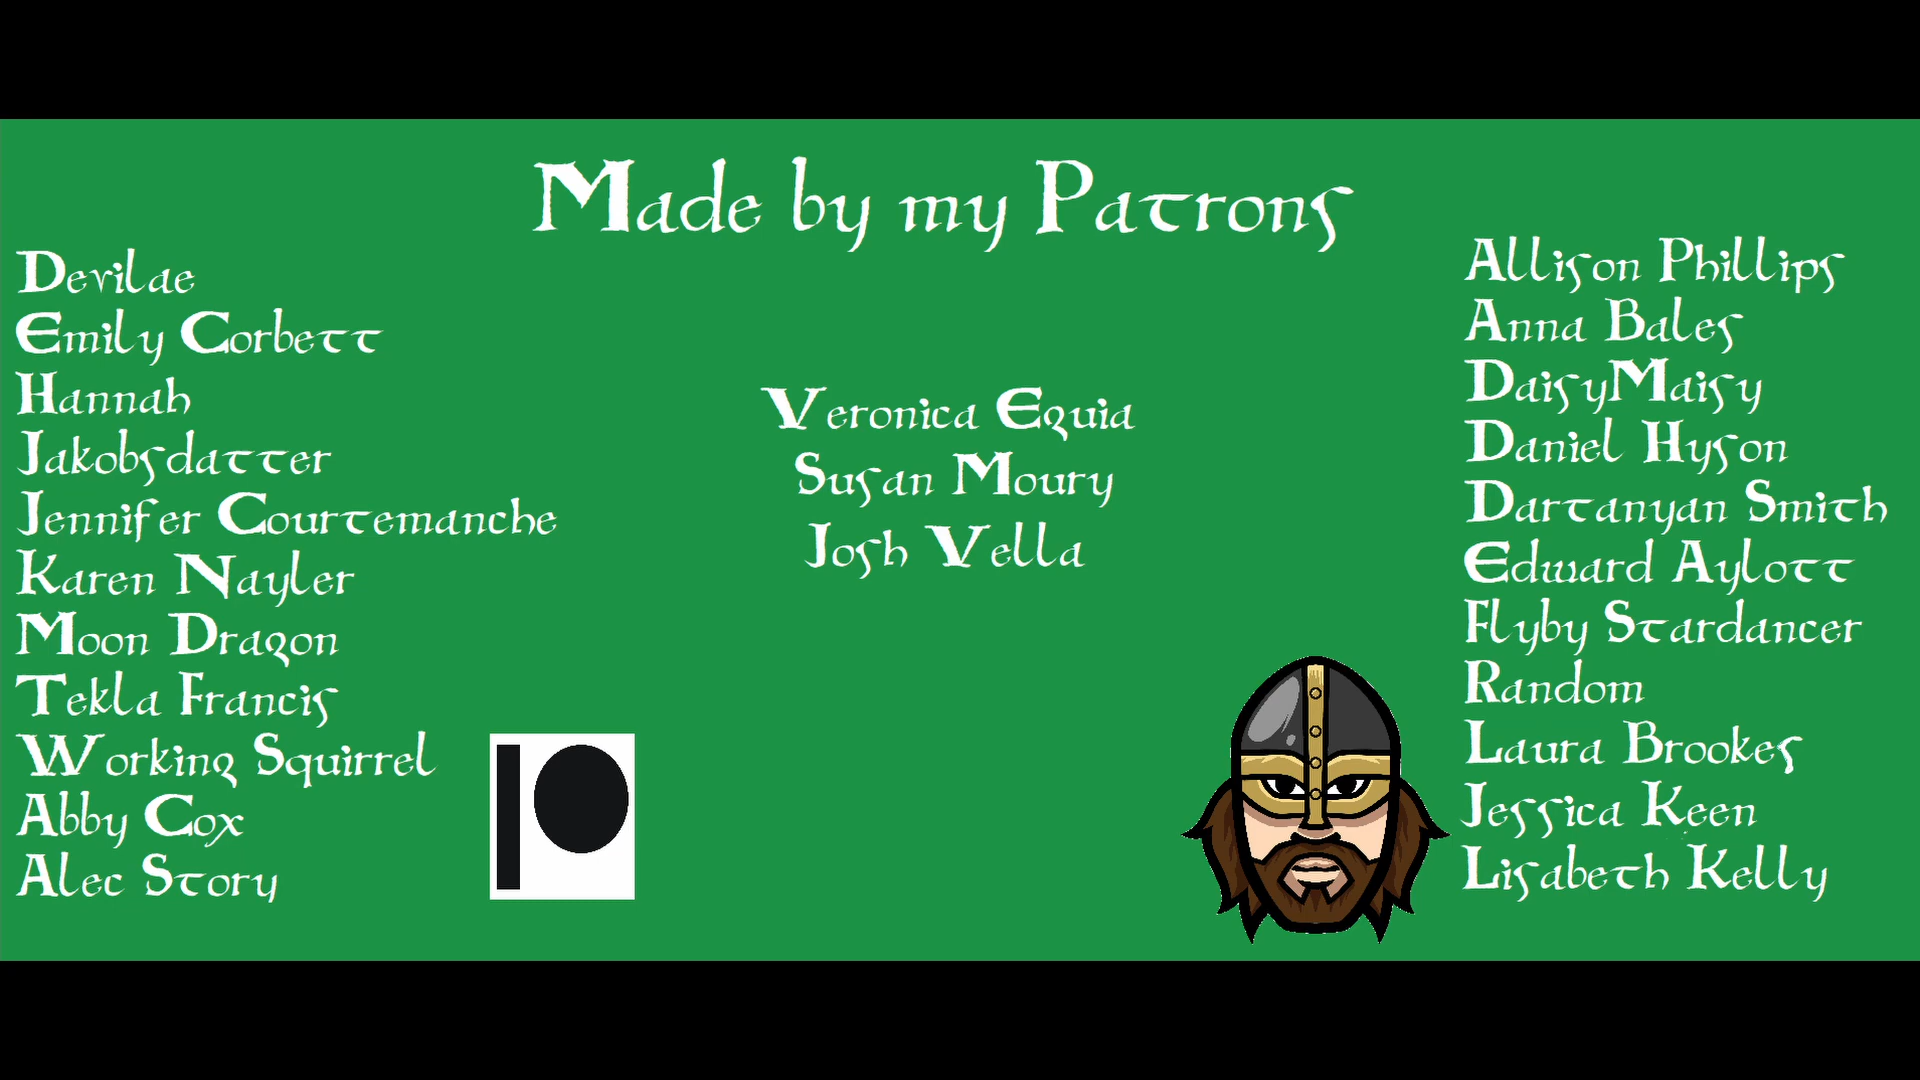 Made by my Patrons
Devilae
Emily Corbett
Hannah
Jakobsdatter
Jennifer Courtemanche
Karen Nayler
Moon Dragon
Tekla Francis
Working Squirrel
Abby Cox
Alec Story
Veronica Eguia
Susan Moury
Josh Vella
Allison Phillips
Anna Bales
DaisyMaisy
Daniel Hyson
Dartanyan Smith
Edward Aylott
Flyby Stardancer
Random
Laura Brookes
Jessica Keen
Lisabeth Kelly